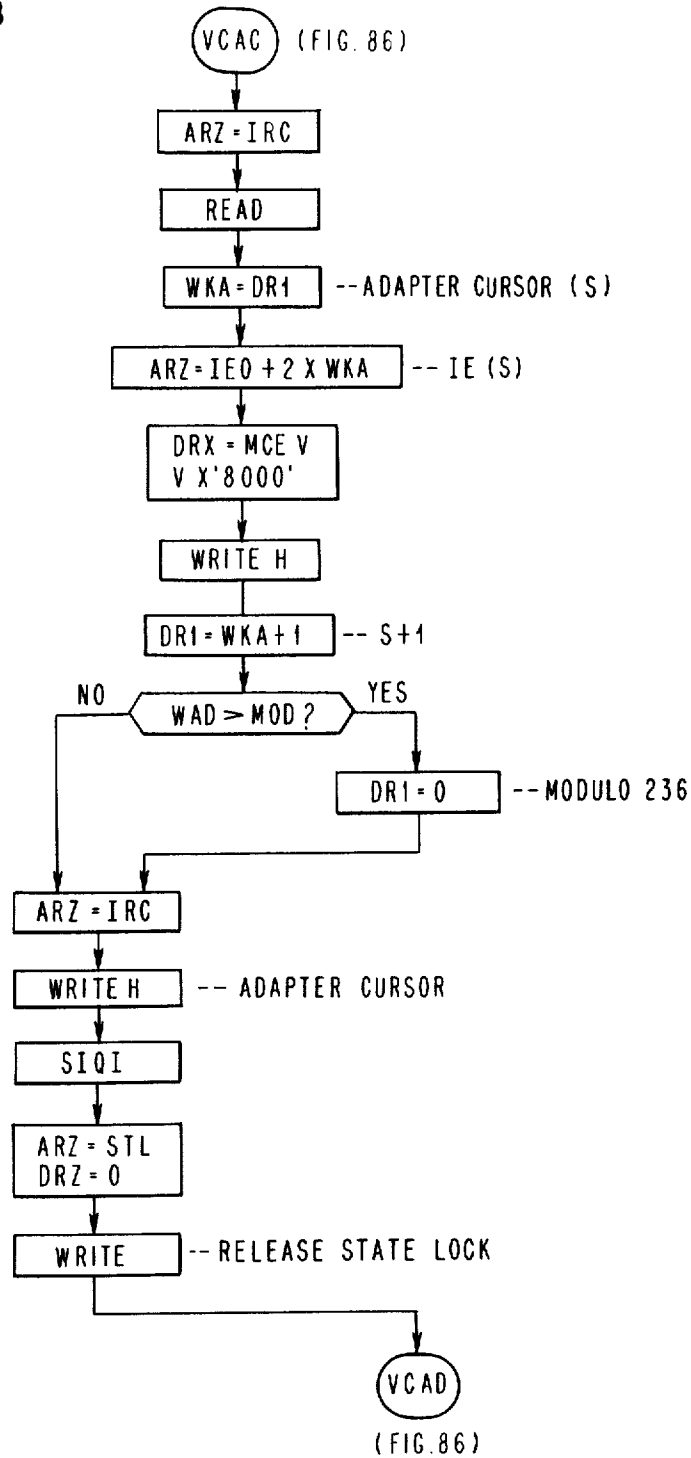 VCAC (FIG. 86)
ARZ=IRC
READ
WKA=DR1 --ADAPTER CURSOR (S)
ARZ=IE0+2 X WKA -- IE (S)
DRX = MCE V
V X'8000'
WRITE H
DR1=WKA+1 -- S+1
NO
WAD > MOD?
YES
DR1=0 --MODULO 236
ARZ=IRC
WRITE H -- ADAPTER CURSOR
SIQI
ARZ=STL
DRZ=0
WRITE --RELEASE STATE LOCK
VCAD
(FIG.86)